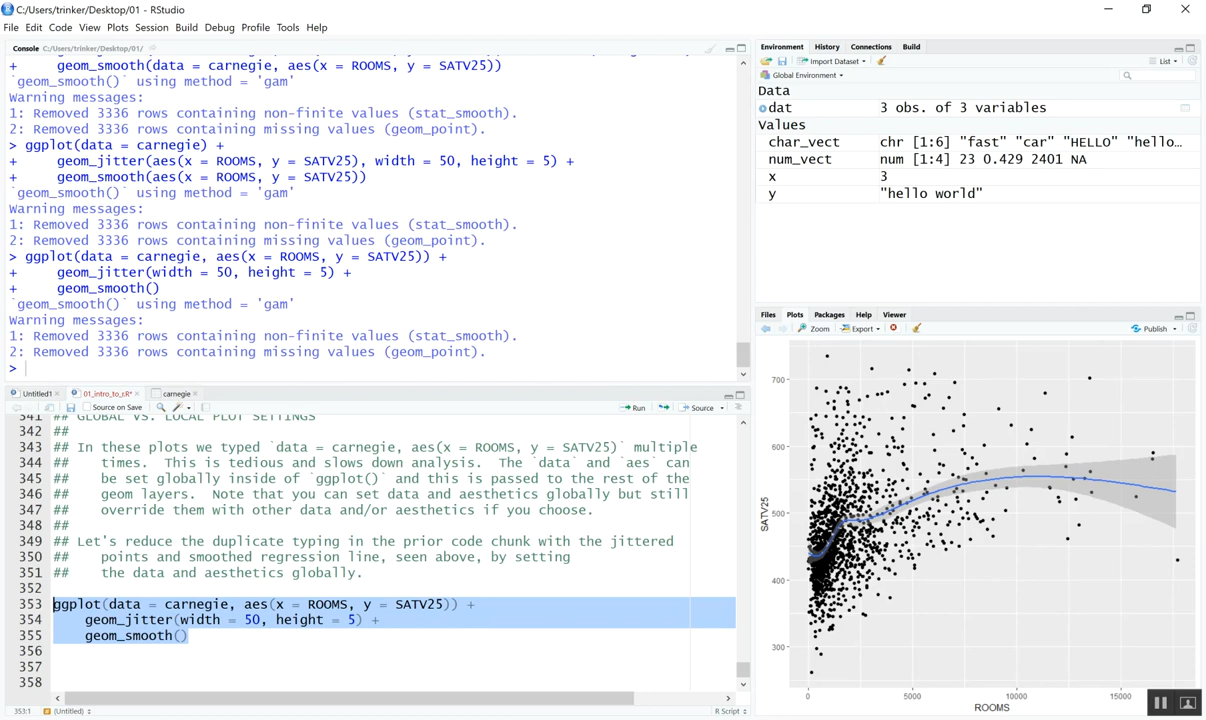 C:/Users/trinker/Desktop/01 - RStudio
File Edit Code View Plots Session Build Debug Profile Tools Help
Console C:/Users/trinker/Desktop/01/
+ geom_smooth(data = carnegie, aes(x = ROOMS, y = SATV25))
`geom_smooth()` using method = 'gam'
Warning messages:
1: Removed 3336 rows containing non-finite values (stat_smooth).
2: Removed 3336 rows containing missing values (geom_point).
> ggplot(data = carnegie) +
+ geom_jitter(aes(x = ROOMS, y = SATV25), width = 50, height = 5) +
+ geom_smooth(aes(x = ROOMS, y = SATV25))
`geom_smooth()` using method = 'gam'
Warning messages:
1: Removed 3336 rows containing non-finite values (stat_smooth).
2: Removed 3336 rows containing missing values (geom_point).
> ggplot(data = carnegie, aes(x = ROOMS, y = SATV25)) +
+ geom_jitter(width = 50, height = 5) +
+ geom_smooth()
`geom_smooth()` using method = 'gam'
Warning messages:
1: Removed 3336 rows containing non-finite values (stat_smooth).
2: Removed 3336 rows containing missing values (geom_point).
>
Untitled1 01_intro_to_r.R* carnegie
Source on Save Run Source
341 ## GLOBAL VS. LOCAL PLOT SETTINGS
342 ##
343 ## In these plots we typed `data = carnegie, aes(x = ROOMS, y = SATV25)` multiple
344 ## times. This is tedious and slows down analysis. The `data` and `aes` can
345 ## be set globally inside of `ggplot()` and this is passed to the rest of the
346 ## geom layers. Note that you can set data and aesthetics globally but still
347 ## override them with other data and/or aesthetics if you choose.
348 ##
349 ## Let's reduce the duplicate typing in the prior code chunk with the jittered
350 ## points and smoothed regression line, seen above, by setting
351 ## the data and aesthetics globally.
352
353 ggplot(data = carnegie, aes(x = ROOMS, y = SATV25)) +
354 geom_jitter(width = 50, height = 5) +
355 geom_smooth()
356
357
358
353:1 (Untitled) R Script
Environment History Connections Build
Import Dataset List
Global Environment
Data
dat 3 obs. of 3 variables
Values
char_vect chr [1:6] "fast" "car" "HELLO" "hello…
num_vect num [1:4] 23 0.429 2401 NA
x 3
y "hello world"
Files Plots Packages Help Viewer
Zoom Export Publish
700
600
SATV25
500
400
300
0 5000 10000 15000
ROOMS